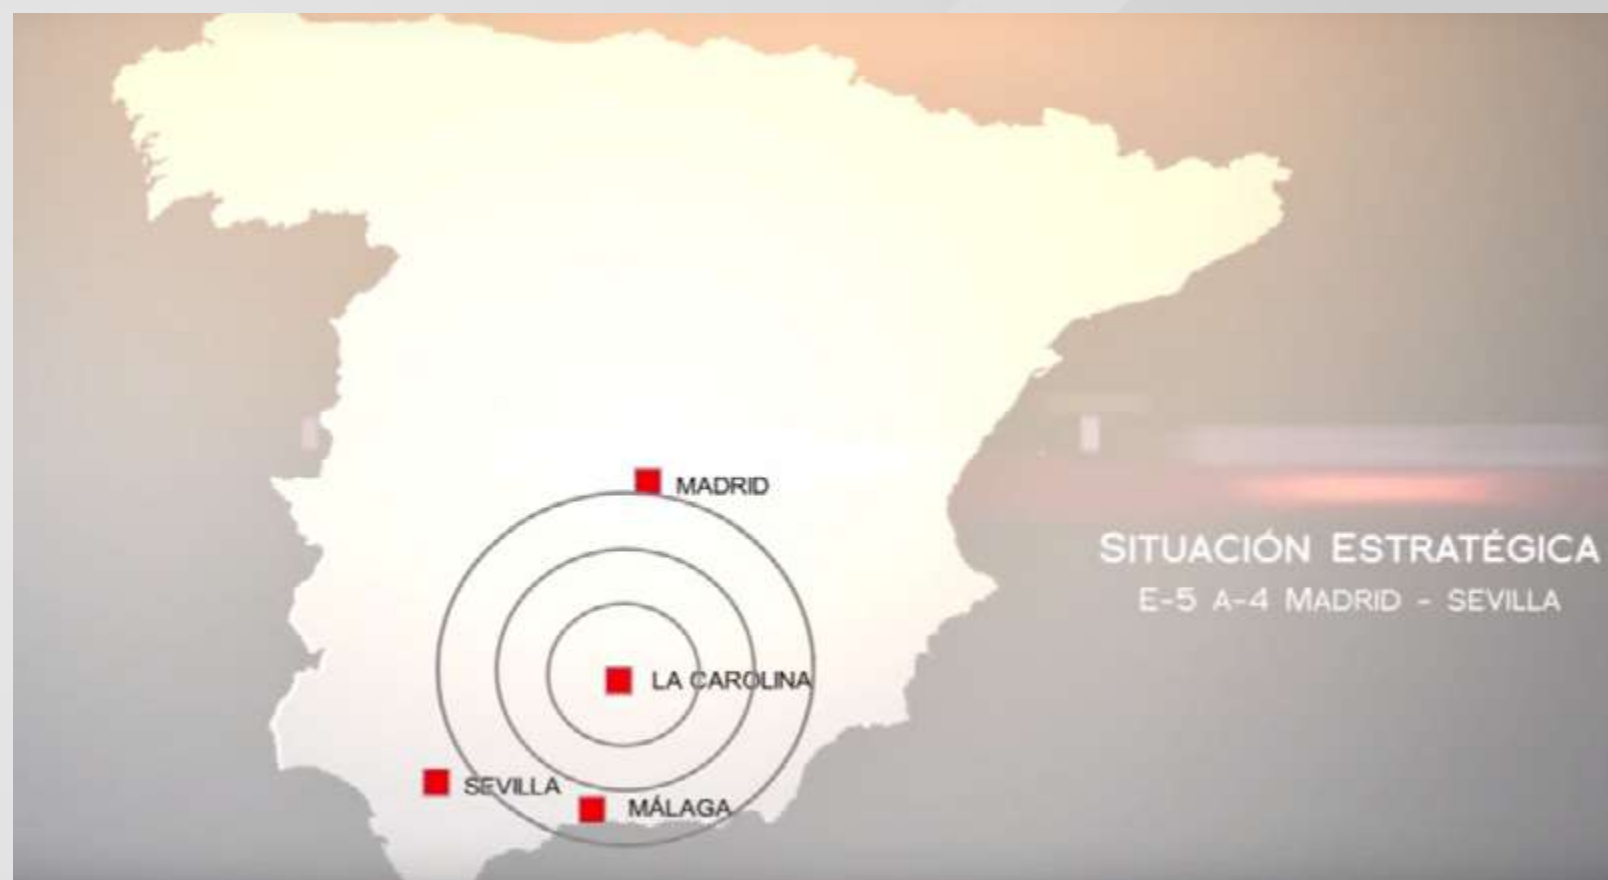 MADRID
SITUACIÓN ESTRATÉGICA
E-5 A-4 MADRID - SEVILLA
LA CAROLINA
SEVILLA
MÁLAGA